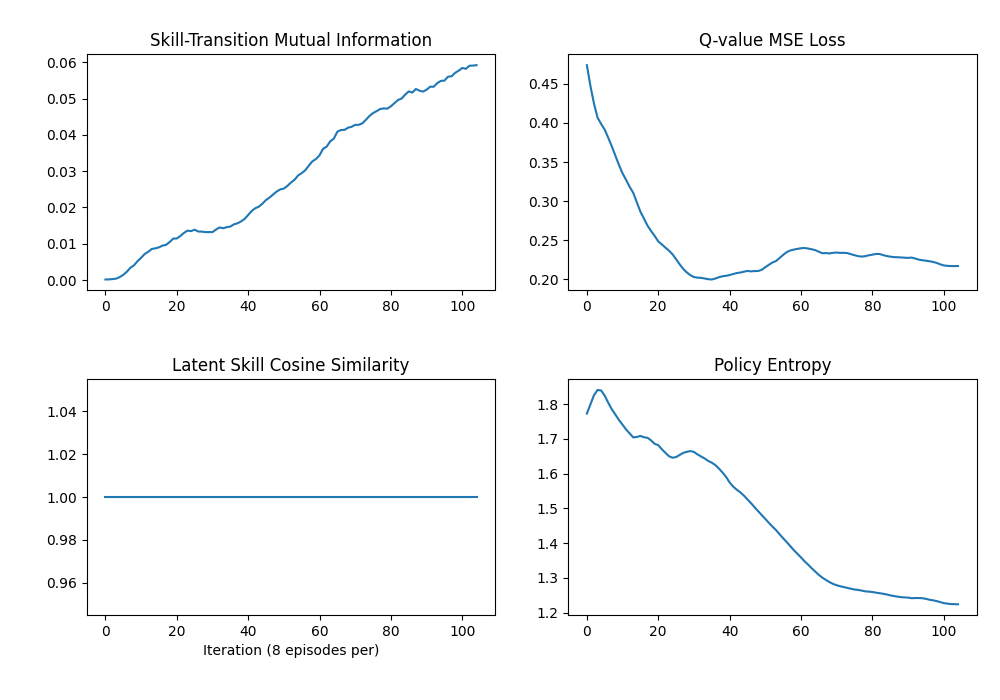 Skill-Transition Mutual Information
0.06
0.05
0.04
0.03
0.02
0.01
0.00
0 20 40 60 80 100
Q-value MSE Loss
0.45
0.40
0.35
0.30
0.25
0.20
0 20 40 60 80 100
Latent Skill Cosine Similarity
1.04
1.02
1.00
0.98
0.96
0 20 40 60 80 100
Iteration (8 episodes per)
Policy Entropy
1.8
1.7
1.6
1.5
1.4
1.3
1.2
0 20 40 60 80 100